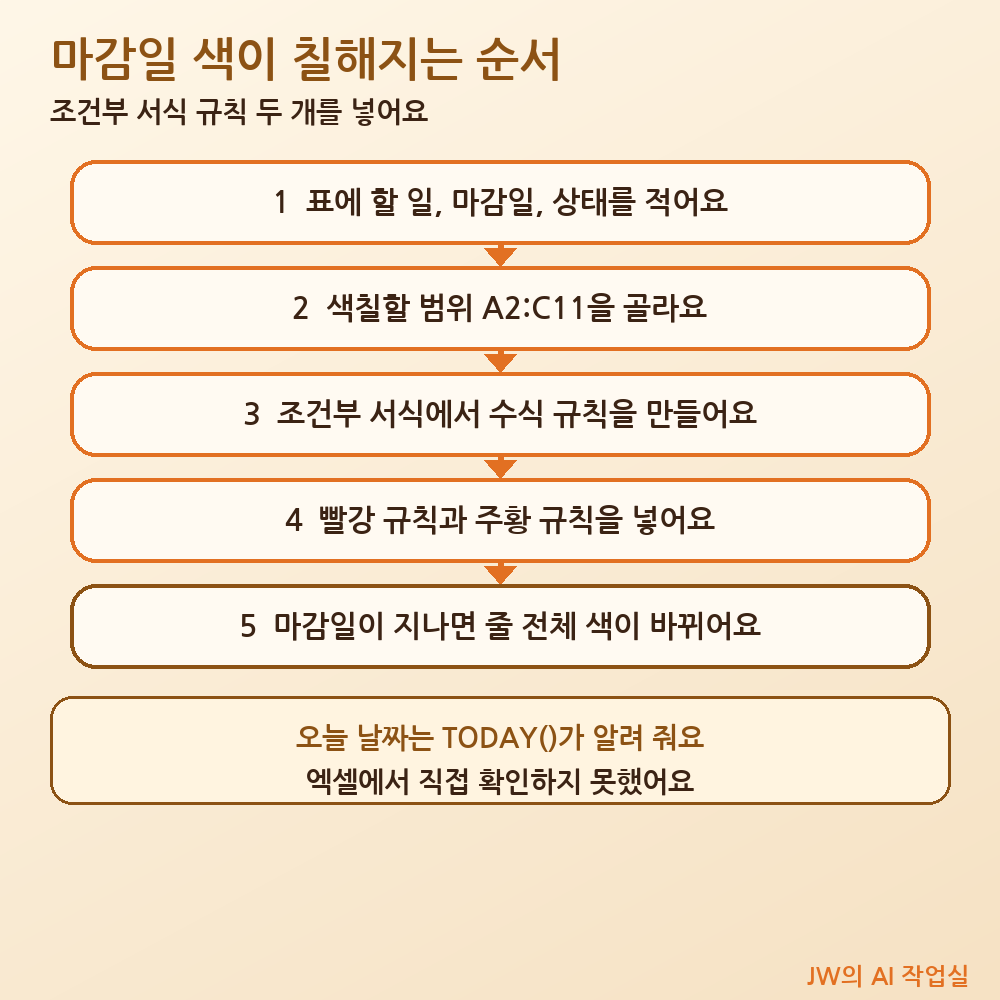 마감일 색이 칠해지는 순서
조건부 서식 규칙 두 개를 넣어요
1 표에 할 일, 마감일, 상태를 적어요
2 색칠할 범위 A2:C11을 골라요
3 조건부 서식에서 수식 규칙을 만들어요
4 빨강 규칙과 주황 규칙을 넣어요
5 마감일이 지나면 줄 전체 색이 바뀌어요
오늘 날짜는 TODAY()가 알려 줘요
엑셀에서 직접 확인하지 못했어요
JW의 AI 작업실